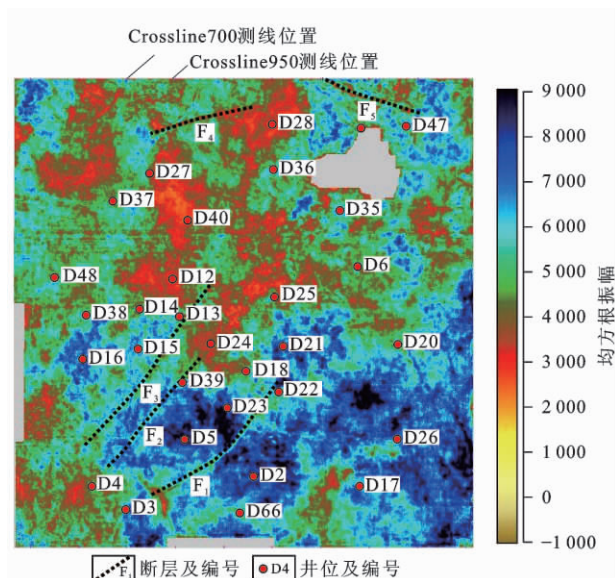 Crossline700测线位置
Crossline950测线位置
F4
D28
F5
D47
D27
D36
D37
D40
D35
D48
D12
D6
D38
D14
D13
D25
D16
D15
D24
D21
D20
D39
D18
F3
D23
D22
F2
D5
D26
F1
D2
D4
D17
D3
D66
9 000
8 000
7 000
6 000
5 000
4 000
3 000
2 000
1 000
0
-1 000
均方根振幅
F1 断层及编号 D4 井位及编号